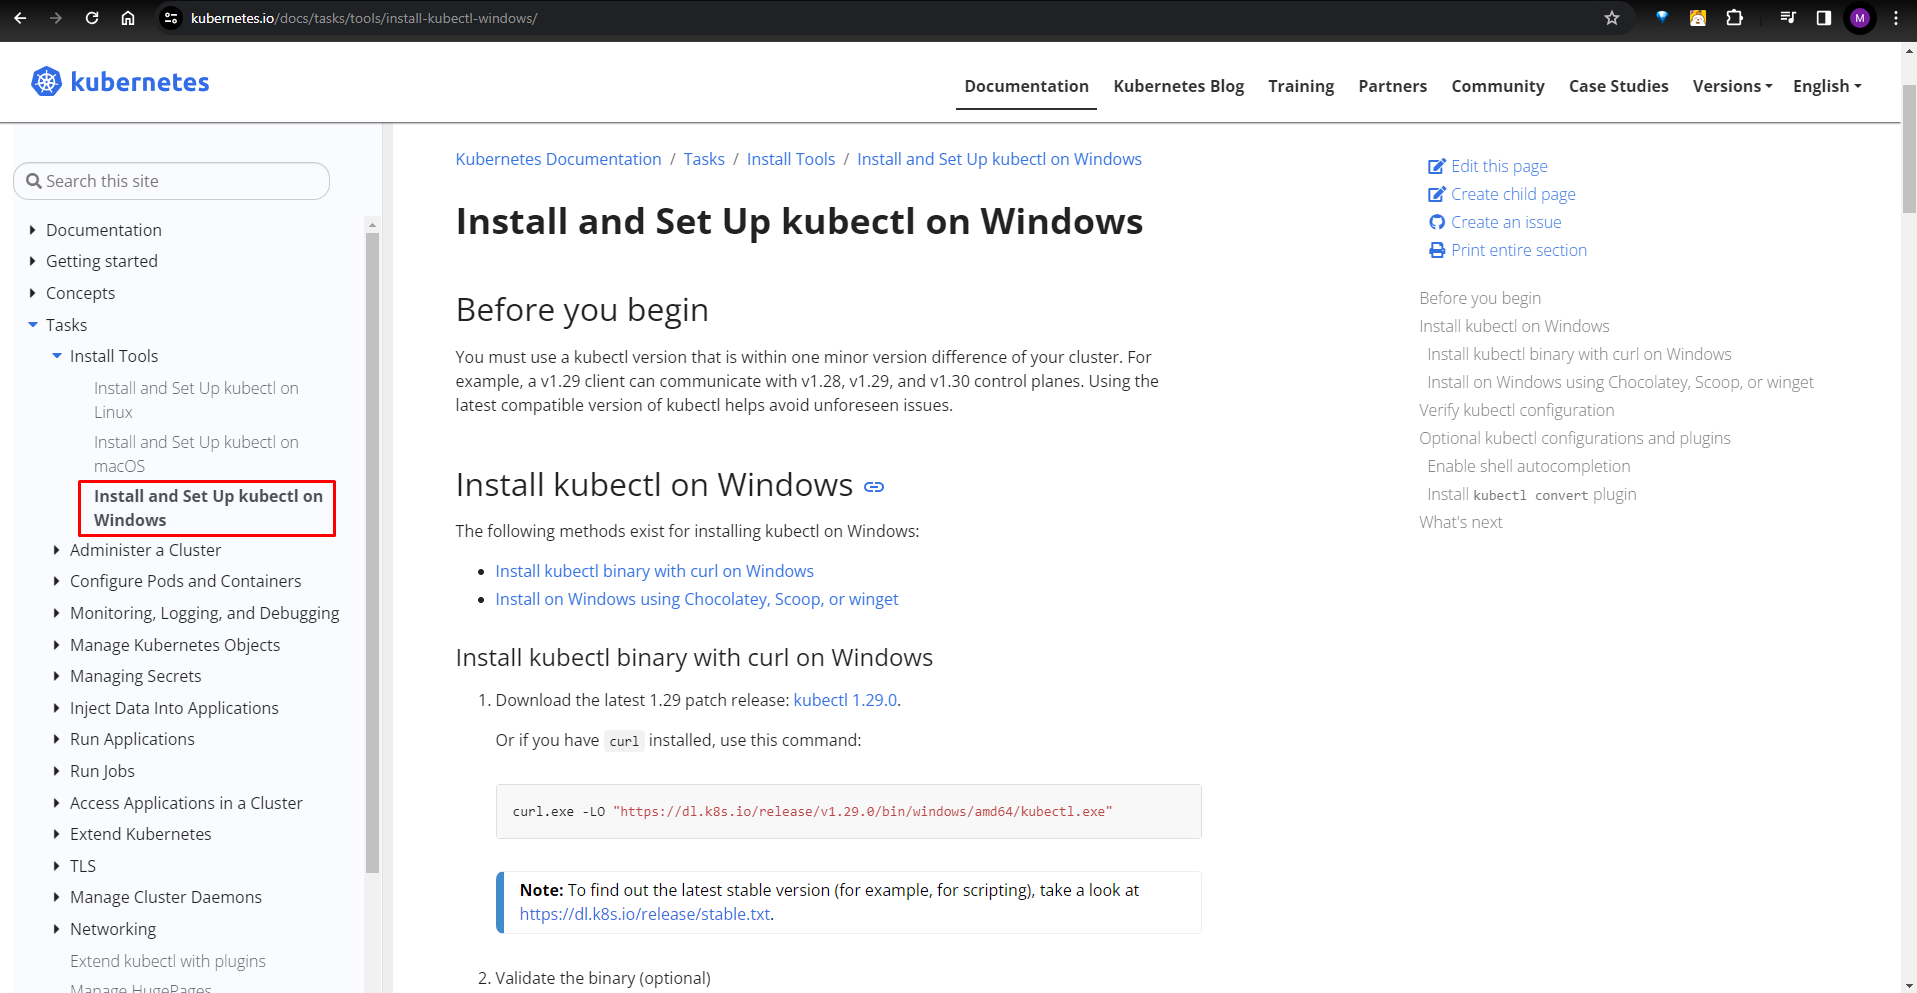 kubernetes.io/docs/tasks/tools/install-kubectl-windows/
M
kubernetes
Documentation
Kubernetes Blog
Training
Partners
Community
Case Studies
Versions
English
Search this site
Documentation
Getting started
Concepts
Tasks
Install Tools
Install and Set Up kubectl on
Linux
Install and Set Up kubectl on
macOS
Install and Set Up kubectl on
Windows
Administer a Cluster
Configure Pods and Containers
Monitoring, Logging, and Debugging
Manage Kubernetes Objects
Managing Secrets
Inject Data Into Applications
Run Applications
Run Jobs
Access Applications in a Cluster
Extend Kubernetes
TLS
Manage Cluster Daemons
Networking
Extend kubectl with plugins
Manage HugePages
Kubernetes Documentation / Tasks / Install Tools / Install and Set Up kubectl on Windows
Install and Set Up kubectl on Windows
Before you begin
You must use a kubectl version that is within one minor version difference of your cluster. For
example, a v1.29 client can communicate with v1.28, v1.29, and v1.30 control planes. Using the
latest compatible version of kubectl helps avoid unforeseen issues.
Install kubectl on Windows
The following methods exist for installing kubectl on Windows:
• Install kubectl binary with curl on Windows
• Install on Windows using Chocolatey, Scoop, or winget
Install kubectl binary with curl on Windows
1. Download the latest 1.29 patch release: kubectl 1.29.0.
Or if you have curl installed, use this command:
curl.exe -LO "https://dl.k8s.io/release/v1.29.0/bin/windows/amd64/kubectl.exe"
Note: To find out the latest stable version (for example, for scripting), take a look at
https://dl.k8s.io/release/stable.txt.
2. Validate the binary (optional)
Edit this page
Create child page
Create an issue
Print entire section
Before you begin
Install kubectl on Windows
Install kubectl binary with curl on Windows
Install on Windows using Chocolatey, Scoop, or winget
Verify kubectl configuration
Optional kubectl configurations and plugins
Enable shell autocompletion
Install kubectl convert plugin
What's next